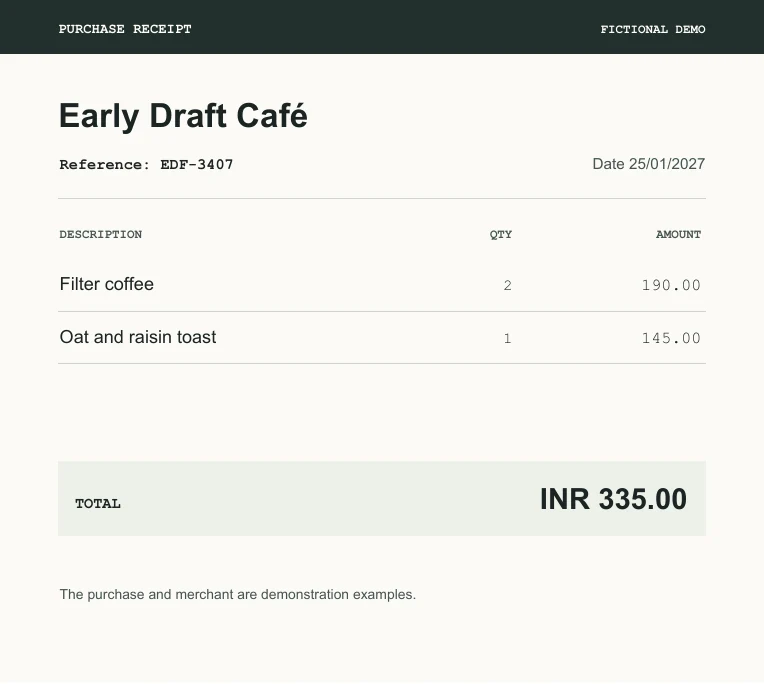 PURCHASE RECEIPT FICTIONAL DEMO
Early Draft Café
Reference: EDF-3407 Date 25/01/2027
DESCRIPTION QTY AMOUNT
Filter coffee 2 190.00
Oat and raisin toast 1 145.00
TOTAL INR 335.00
The purchase and merchant are demonstration examples.